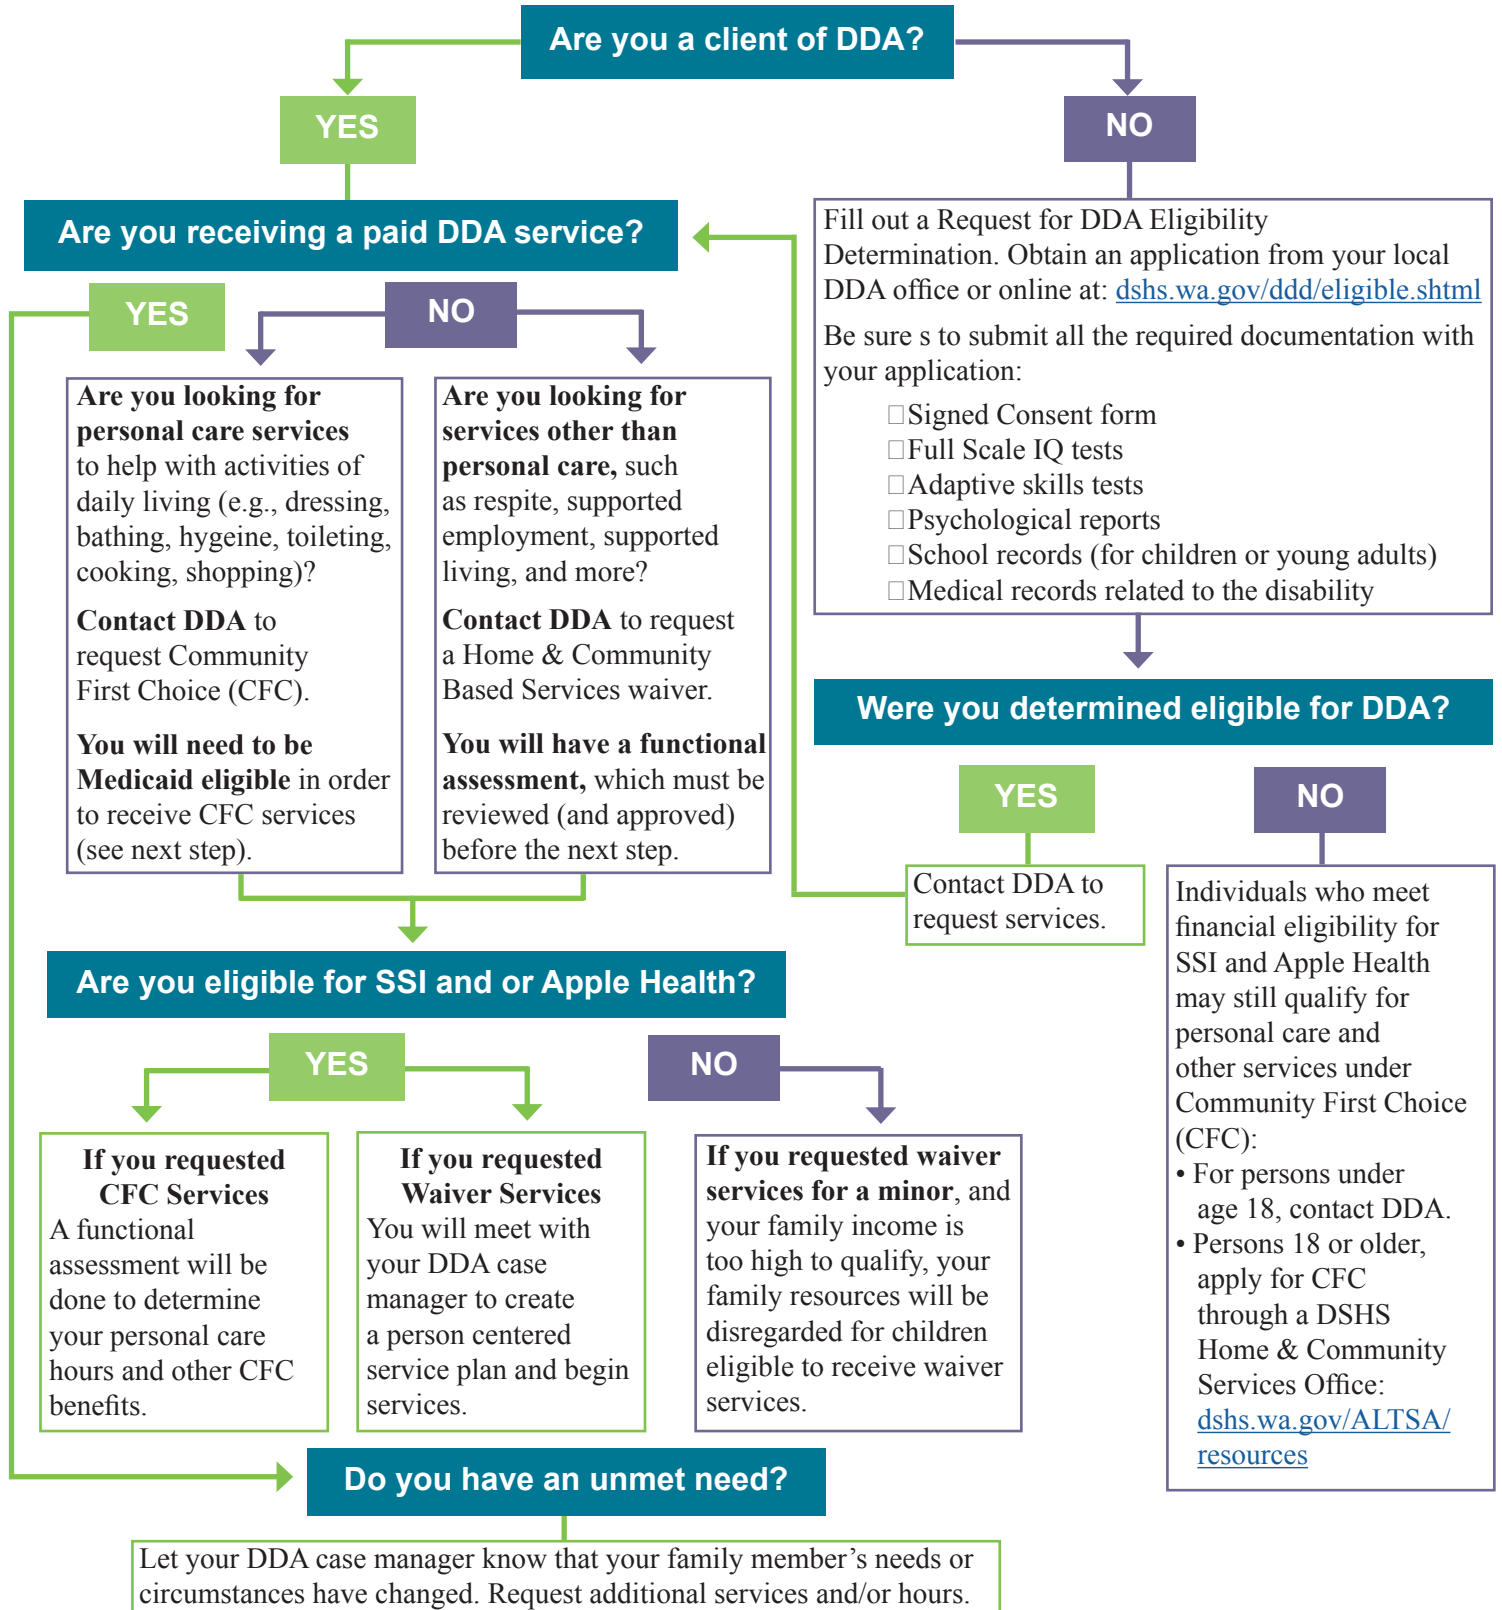 Are you a client of DDA?
YES
NO
Are you receiving a paid DDA service?
YES
NO
Are you looking for
personal care services
to help with activities of
daily living (e.g., dressing,
bathing, hygeine, toileting,
cooking, shopping)?
Contact DDA to
request Community
First Choice (CFC).
You will need to be
Medicaid eligible in order
to receive CFC services
(see next step).
Are you looking for
services other than
personal care, such
as respite, supported
employment, supported
living, and more?
Contact DDA to request
a Home & Community
Based Services waiver.
You will have a functional
assessment, which must be
reviewed (and approved)
before the next step.
Fill out a Request for DDA Eligibility
Determination. Obtain an application from your local
DDA office or online at: dshs.wa.gov/ddd/eligible.shtml
Be sure s to submit all the required documentation with
your application:
□Signed Consent form
□Full Scale IQ tests
□Adaptive skills tests
□Psychological reports
□School records (for children or young adults)
□Medical records related to the disability
Were you determined eligible for DDA?
YES
NO
Contact DDA to
request services.
Individuals who meet
financial eligibility for
SSI and Apple Health
may still qualify for
personal care and
other services under
Community First Choice
(CFC):
• For persons under
age 18, contact DDA.
• Persons 18 or older,
apply for CFC
through a DSHS
Home & Community
Services Office:
dshs.wa.gov/ALTSA/
resources
Are you eligible for SSI and or Apple Health?
YES
NO
If you requested
CFC Services
A functional
assessment will be
done to determine
your personal care
hours and other CFC
benefits.
If you requested
Waiver Services
You will meet with
your DDA case
manager to create
a person centered
service plan and begin
services.
If you requested waiver
services for a minor, and
your family income is
too high to qualify, your
family resources will be
disregarded for children
eligible to receive waiver
services.
Do you have an unmet need?
Let your DDA case manager know that your family member’s needs or
circumstances have changed. Request additional services and/or hours.